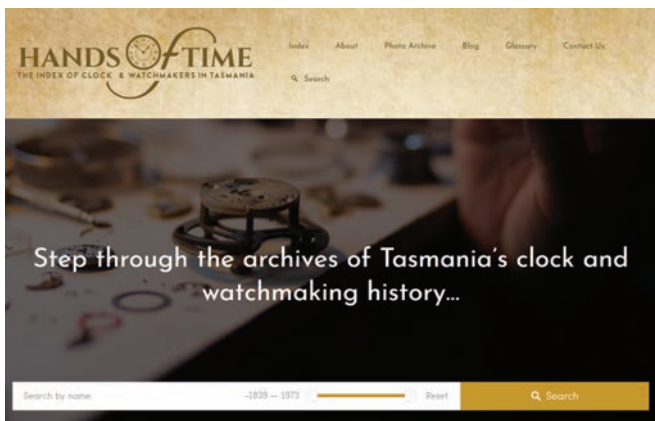 HANDS OF TIME
THE INDEX OF CLOCK & WATCHMAKERS IN TASMANIA
Index About Photo Archive Blog Glossary Contact Us
Search
Step through the archives of Tasmania's clock and
watchmaking history...
Search by name: ~1839 — 1973 Reset Search